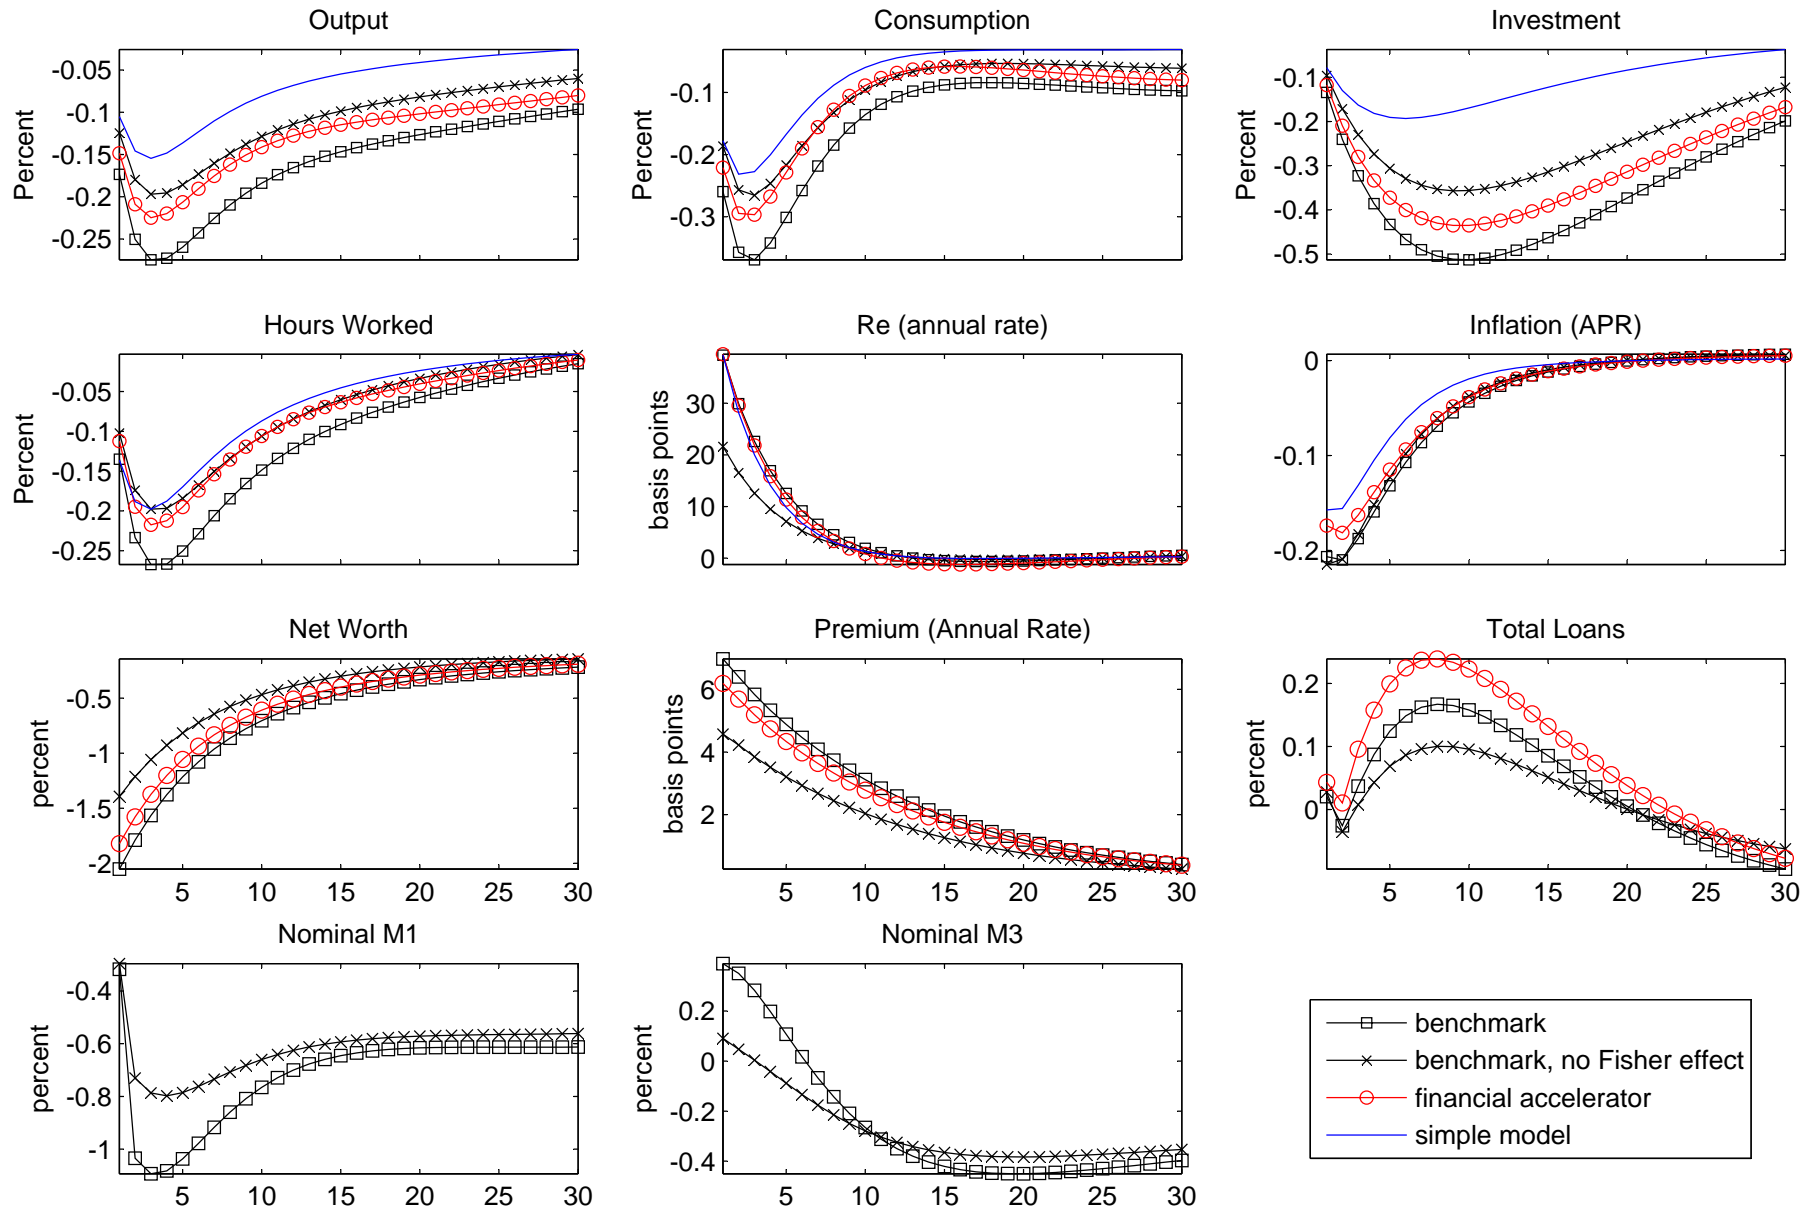 Output
Consumption
Investment
Percent
-0.05
-0.1
-0.15
-0.2
-0.25
Percent
-0.1
-0.2
-0.3
Percent
-0.1
-0.2
-0.3
-0.4
-0.5
Hours Worked
Re (annual rate)
Inflation (APR)
Percent
-0.05
-0.1
-0.15
-0.2
-0.25
basis points
30
20
10
0
0
-0.1
-0.2
Net Worth
Premium (Annual Rate)
Total Loans
percent
-0.5
-1
-1.5
-2
5 10 15 20 25 30
basis points
6
4
2
5 10 15 20 25 30
percent
0.2
0.1
0
5 10 15 20 25 30
Nominal M1
Nominal M3
percent
-0.4
-0.6
-0.8
-1
5 10 15 20 25 30
percent
0.2
0
-0.2
-0.4
5 10 15 20 25 30
benchmark
benchmark, no Fisher effect
financial accelerator
simple model